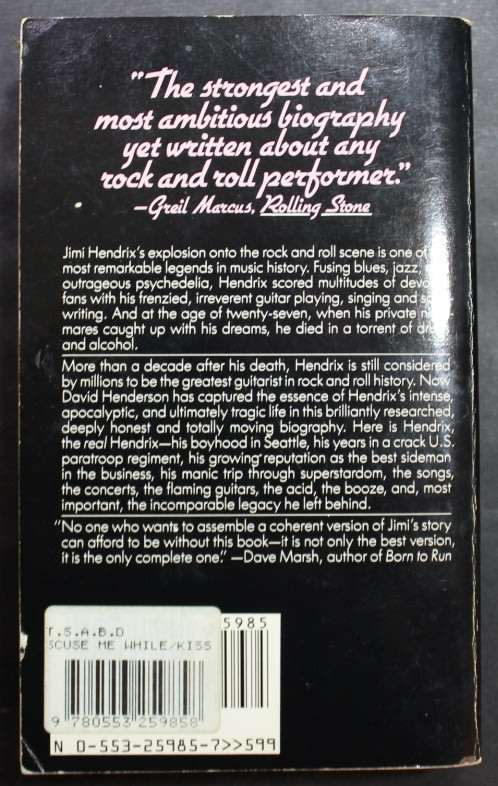 "The strongest and
most ambitious biography
yet written about any
rock and roll performer."
—Greil Marcus, Rolling Stone
Jimi Hendrix's explosion onto the rock and roll scene is one of
most remarkable legends in music history. Fusing blues, jazz,
outrageous psychedelia, Hendrix scored multitudes of devo
fans with his frenzied, irreverent guitar playing, singing and so
writing. And at the age of twenty-seven, when his private ni
mares caught up with his dreams, he died in a torrent of dr
and alcohol.
More than a decade after his death, Hendrix is still considered
by millions to be the greatest guitarist in rock and roll history. Now
David Henderson has captured the essence of Hendrix's intense,
apocalyptic, and ultimately tragic life in this brilliantly researched,
deeply honest and totally moving biography. Here is Hendrix,
the real Hendrix—his boyhood in Seattle, his years in a crack U.S.
paratroop regiment, his growing reputation as the best sideman
in the business, his manic trip through superstardom, the songs,
the concerts, the flaming guitars, the acid, the booze, and, most
important, the incomparable legacy he left behind.
"No one who wants to assemble a coherent version of Jimi's story
can afford to be without this book—it is not only the best version,
it is the only complete one." —Dave Marsh, author of Born to Run
5985
T.S.A.B.D
SCUSE ME WHILE/KISS
9 780553 259858
N 0-553-25985-7>>599